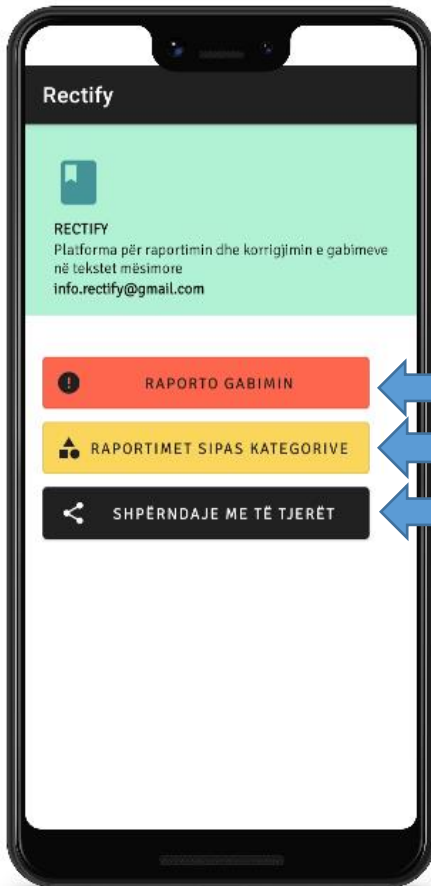 Rectify
RECTIFY
Platforma për raportimin dhe korrigjimin e gabimeve
në tekstet mësimore
info.rectify@gmail.com
RAPORTO GABIMIN
RAPORTIMET SIPAS KATEGORIVE
SHPËRNDAJE ME TË TJERËT